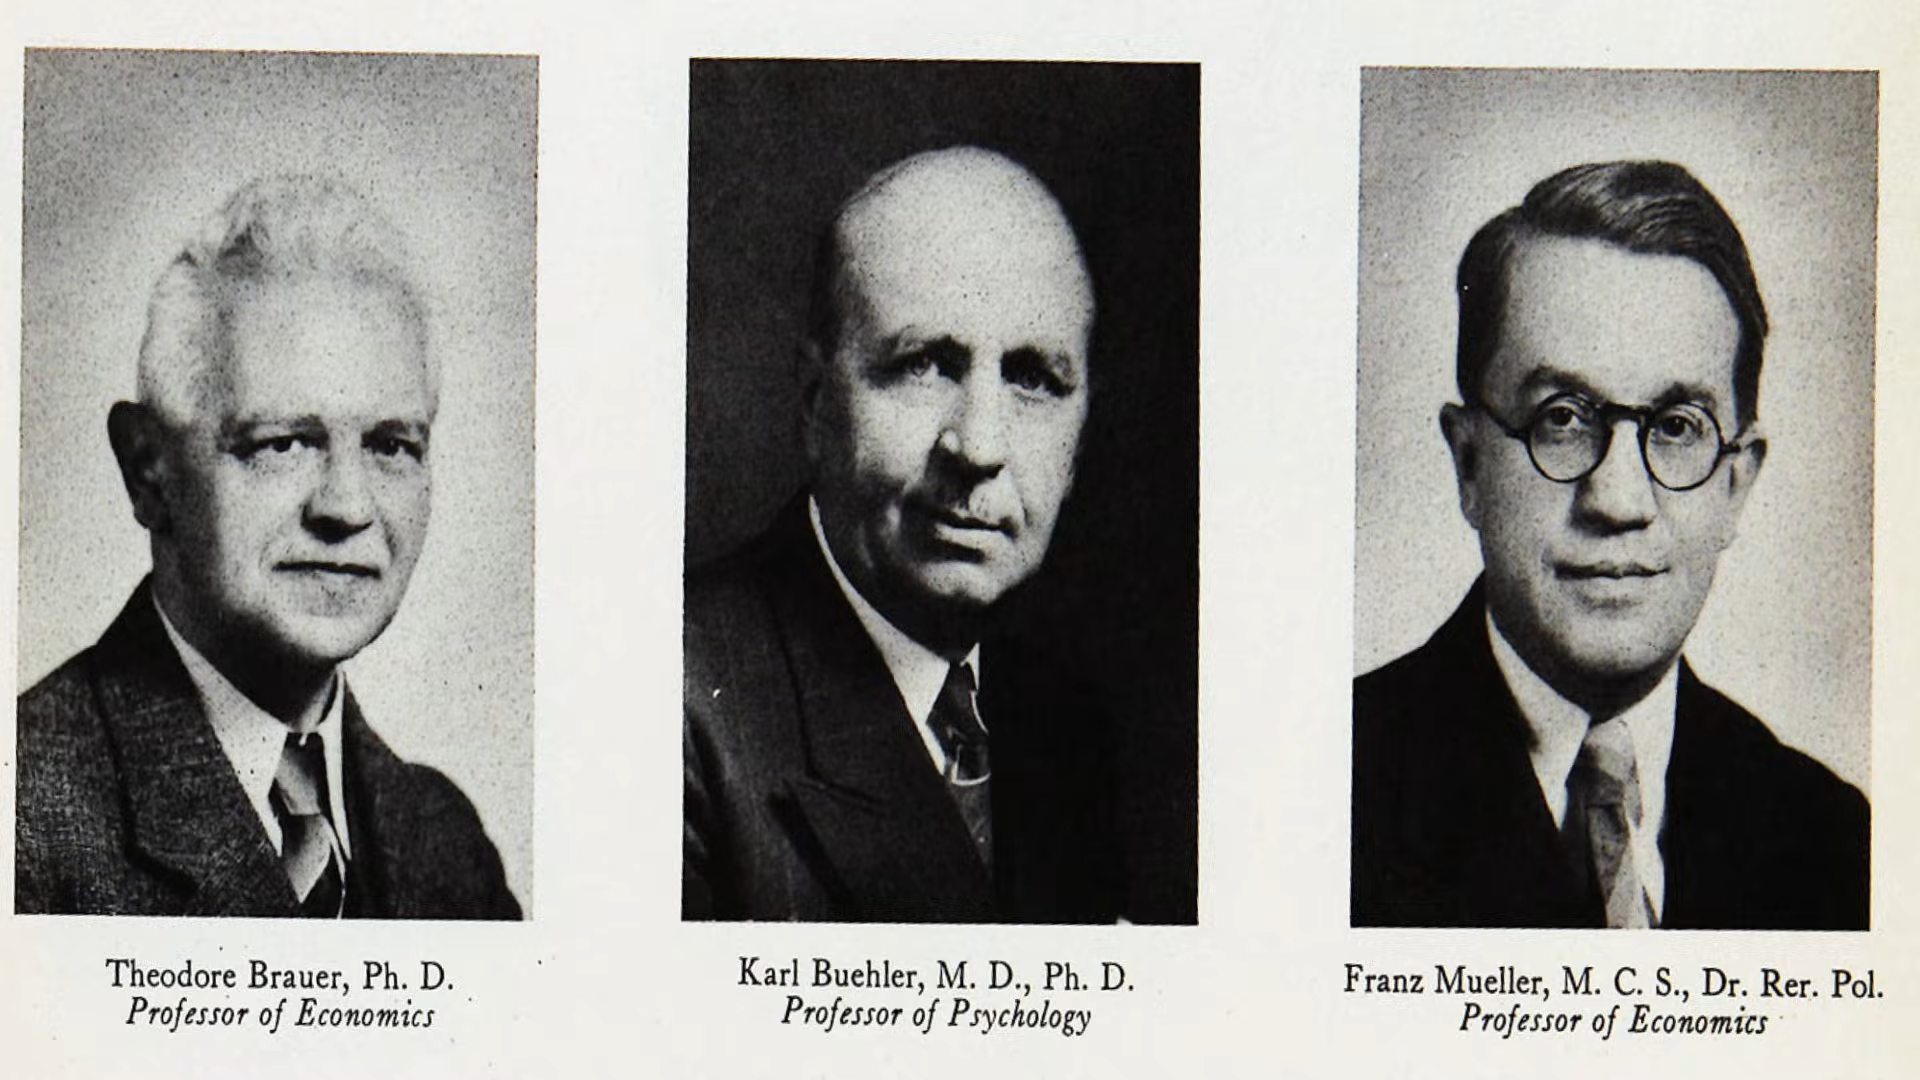 Theodore Brauer, Ph. D.
Professor of Economics
Karl Buehler, M. D., Ph. D.
Professor of Psychology
Franz Mueller, M. C. S., Dr. Rer. Pol.
Professor of Economics